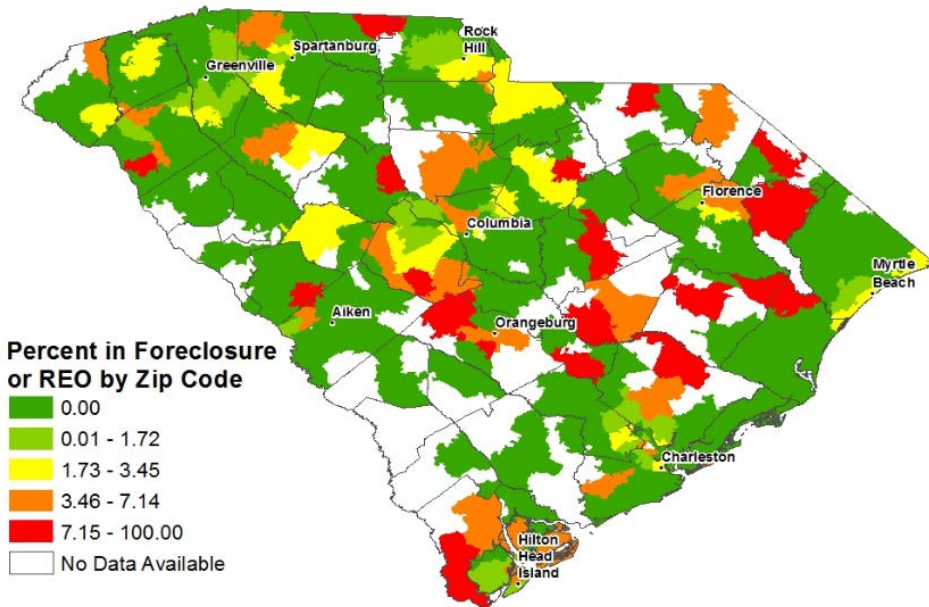 Rock
Hill
Spartanburg
Greenville
Florence
Columbia
Myrtle
Beach
Aiken
Orangeburg
Charleston
Hilton
Head
Island
Percent in Foreclosure
or REO by Zip Code
0.00
0.01 - 1.72
1.73 - 3.45
3.46 - 7.14
7.15 - 100.00
No Data Available